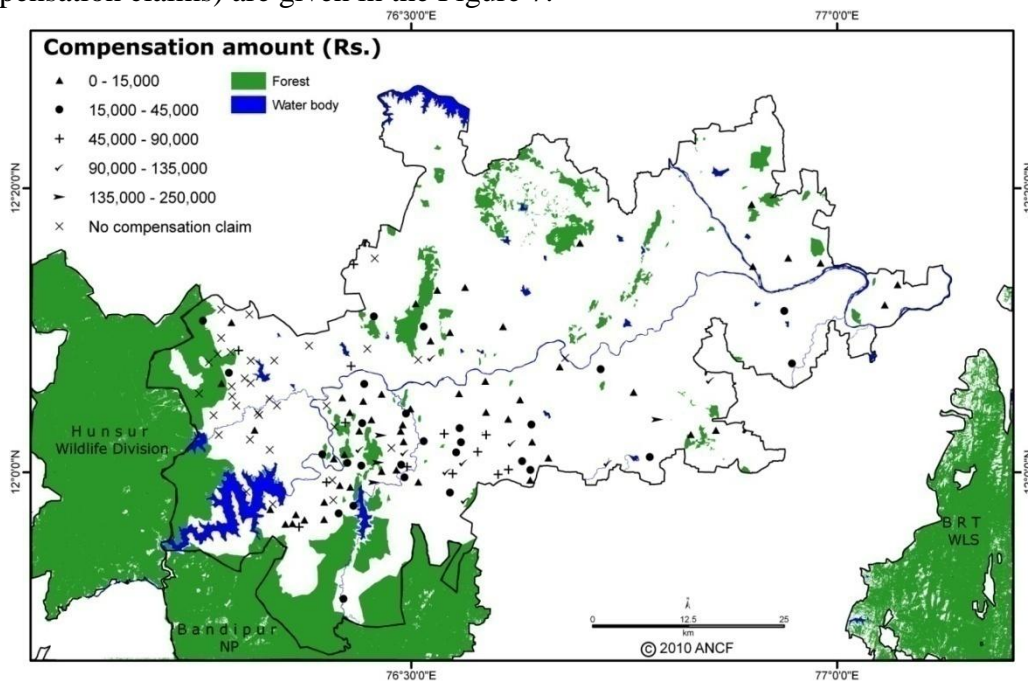 pensation claims) are given in the Figure 7.
76°30'0"E
77°0'0"E
Compensation amount (Rs.)
0 - 15,000
15,000 - 45,000
45,000 - 90,000
90,000 - 135,000
135,000 - 250,000
No compensation claim
Forest
Water body
12°20'0"N
12°20'0"N
Hunsur
Wildlife Division
12°0'0"N
12°0'0"N
BRT
WLS
Bandipur
NP
0 12.5 25
km
© 2010 ANCF
76°30'0"E
77°0'0"E